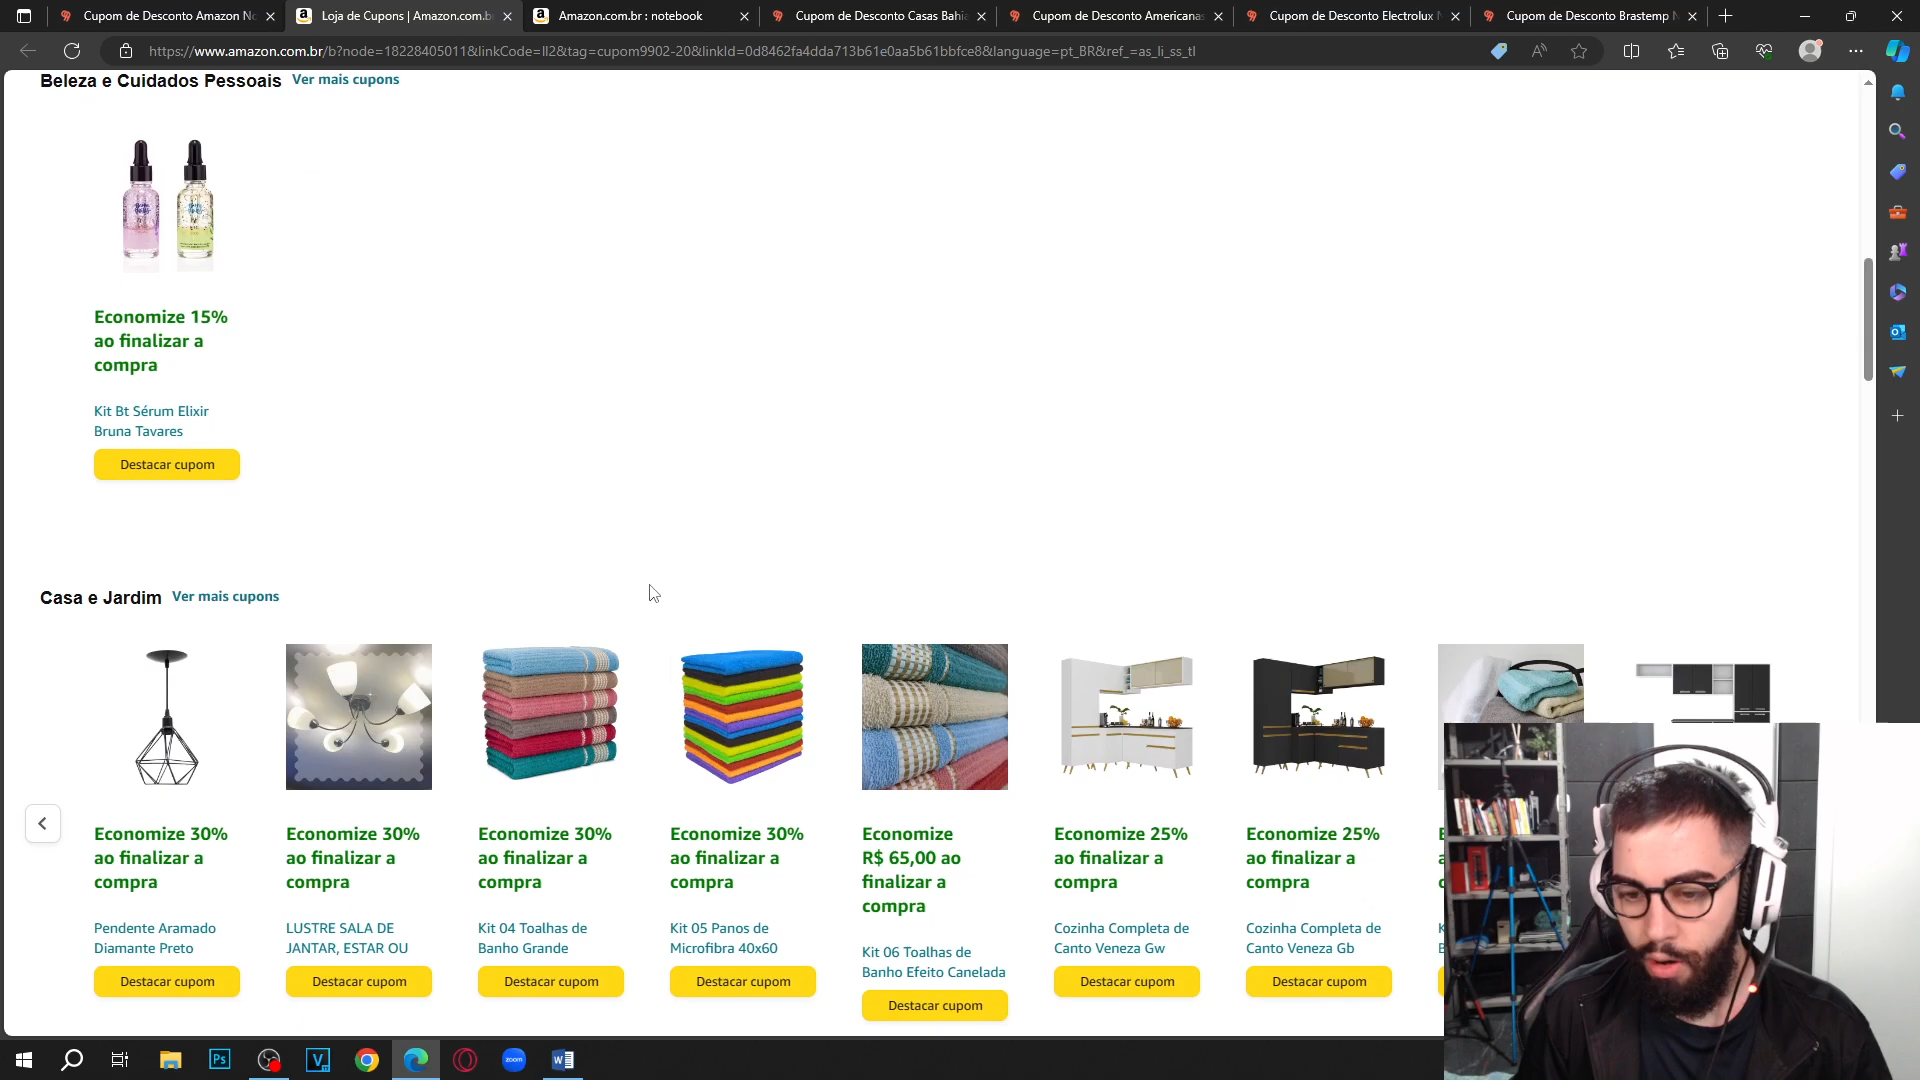 Cupom de Desconto Amazon No
Loja de Cupons | Amazon.com.b
Amazon.com.br : notebook
Cupom de Desconto Casas Bahia
Cupom de Desconto Americanas
Cupom de Desconto Electrolux N
Cupom de Desconto Brastemp N
https://www.amazon.com.br/b?node=18228405011&linkCode=ll2&tag=cupom9902-20&linkId=0d8462fa4dda713b61e0aa5b61bbfce8&language=pt_BR&ref_=as_li_ss_tl
Beleza e Cuidados Pessoais Ver mais cupons
Economize 15%
ao finalizar a
compra
Kit Bt Sérum Elixir
Bruna Tavares
Destacar cupom
Casa e Jardim Ver mais cupons
Economize 30%
ao finalizar a
compra
Pendente Aramado
Diamante Preto
Destacar cupom
Economize 30%
ao finalizar a
compra
LUSTRE SALA DE
JANTAR, ESTAR OU
Destacar cupom
Economize 30%
ao finalizar a
compra
Kit 04 Toalhas de
Banho Grande
Destacar cupom
Economize 30%
ao finalizar a
compra
Kit 05 Panos de
Microfibra 40x60
Destacar cupom
Economize
R$ 65,00 ao
finalizar a
compra
Kit 06 Toalhas de
Banho Efeito Canelada
Destacar cupom
Economize 25%
ao finalizar a
compra
Cozinha Completa de
Canto Veneza Gw
Destacar cupom
Economize 25%
ao finalizar a
compra
Cozinha Completa de
Canto Veneza Gb
Destacar cupom
Ps
V
zoom
W